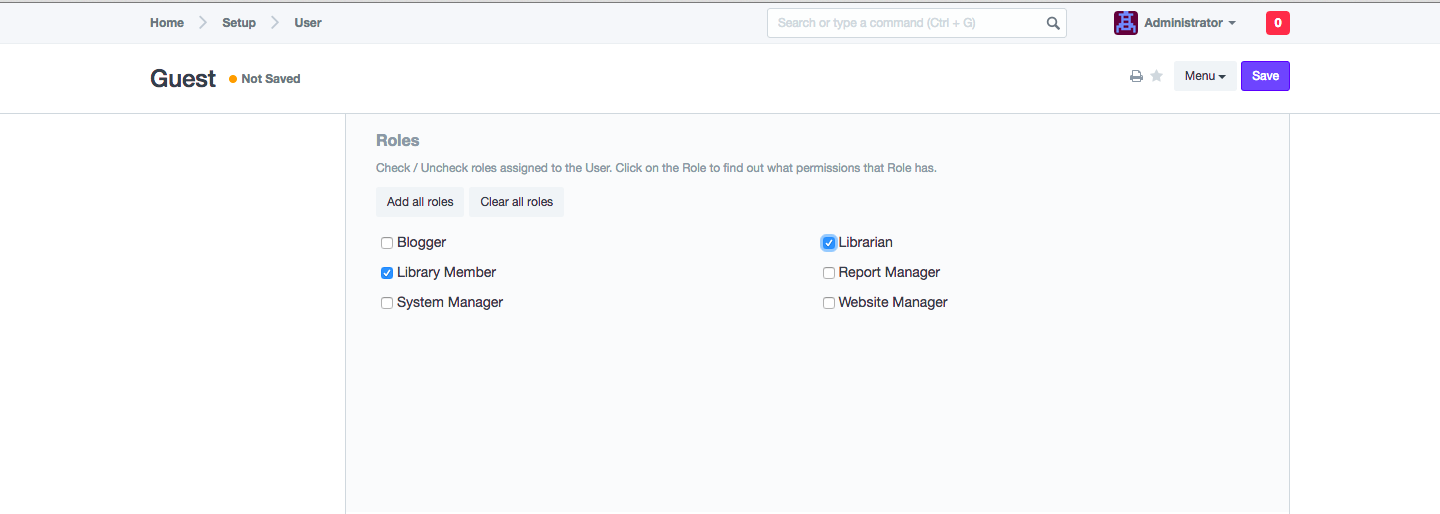 Home Setup User Search or type a command (Ctrl + G) Administrator 0
Guest Not Saved Menu Save
Roles
Check / Uncheck roles assigned to the User. Click on the Role to find out what permissions that Role has.
Add all roles Clear all roles
Blogger Librarian
Library Member Report Manager
System Manager Website Manager